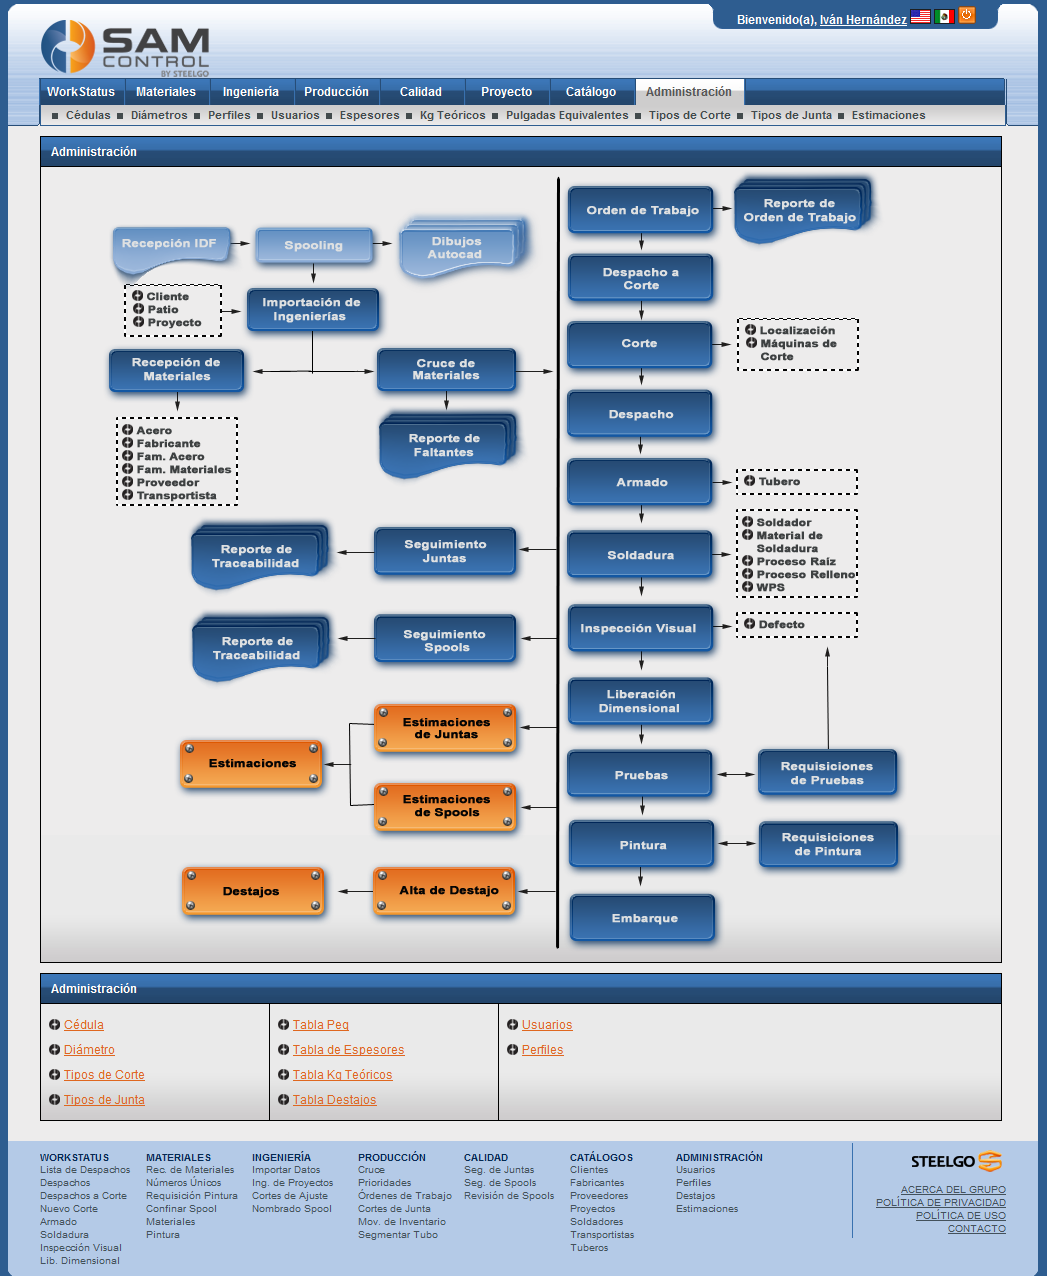 Bienvenido(a), Iván Hernández
SAM
CONTROL
BY STEELGO
WorkStatus Materiales Ingeniería Producción Calidad Proyecto Catálogo Administración
Cédulas Diámetros Perfiles Usuarios Espesores Kg Teóricos Pulgadas Equivalentes Tipos de Corte Tipos de Junta Estimaciones
Administración
Recepción IDF
Spooling
Dibujos
Autocad
Cliente
Patio
Proyecto
Importación de
Ingenierías
Recepción de
Materiales
Cruce de
Materiales
Acero
Fabricante
Fam. Acero
Fam. Materiales
Proveedor
Transportista
Reporte de
Faltantes
Reporte de
Traceabilidad
Seguimiento
Juntas
Reporte de
Traceabilidad
Seguimiento
Spools
Estimaciones
Estimaciones
de Juntas
Estimaciones
de Spools
Destajos
Alta de Destajo
Orden de Trabajo
Reporte de
Orden de Trabajo
Despacho a
Corte
Corte
Localización
Máquinas de
Corte
Despacho
Armado
Tubero
Soldadura
Soldador
Material de
Soldadura
Proceso Raíz
Proceso Relleno
WPS
Inspección Visual
Defecto
Liberación
Dimensional
Pruebas
Requisiciones
de Pruebas
Pintura
Requisiciones
de Pintura
Embarque
Administración
Cédula
Diámetro
Tipos de Corte
Tipos de Junta
Tabla Peq
Tabla de Espesores
Tabla Kg Teóricos
Tabla Destajos
Usuarios
Perfiles
WORKSTATUS
Lista de Despachos
Despachos
Despachos a Corte
Nuevo Corte
Armado
Soldadura
Inspección Visual
Lib. Dimensional
MATERIALES
Rec. de Materiales
Números Únicos
Requisición Pintura
Confinar Spool
Materiales
Pintura
INGENIERÍA
Importar Datos
Ing. de Proyectos
Cortes de Ajuste
Nombrado Spool
PRODUCCIÓN
Cruce
Prioridades
Órdenes de Trabajo
Cortes de Junta
Mov. de Inventario
Segmentar Tubo
CALIDAD
Seg. de Juntas
Seg. de Spools
Revisión de Spools
CATÁLOGOS
Clientes
Fabricantes
Proveedores
Proyectos
Soldadores
Transportistas
Tuberos
ADMINISTRACIÓN
Usuarios
Perfiles
Destajos
Estimaciones
STEELGO
ACERCA DEL GRUPO
POLÍTICA DE PRIVACIDAD
POLÍTICA DE USO
CONTACTO